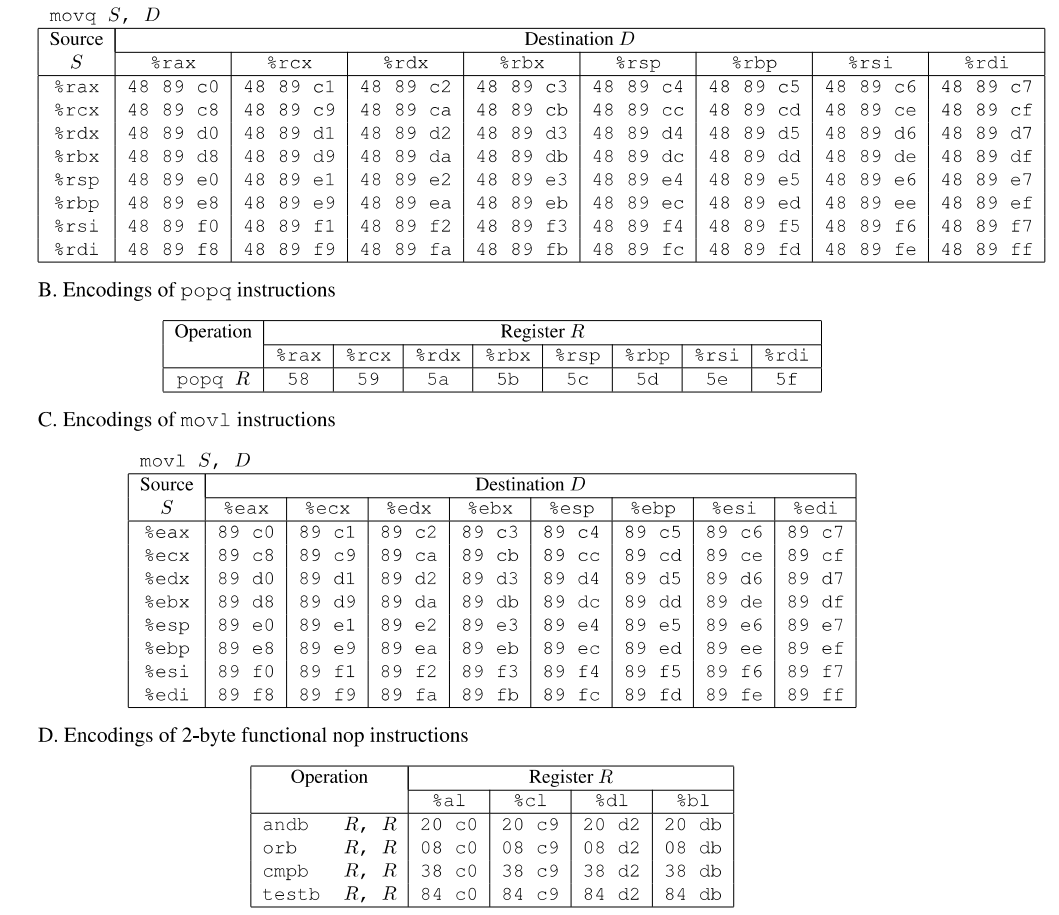 movq S, D
Source Destination D
S %rax %rcx %rdx %rbx %rsp %rbp %rsi %rdi
%rax 48 89 c0 48 89 c1 48 89 c2 48 89 c3 48 89 c4 48 89 c5 48 89 c6 48 89 c7
%rcx 48 89 c8 48 89 c9 48 89 ca 48 89 cb 48 89 cc 48 89 cd 48 89 ce 48 89 cf
%rdx 48 89 d0 48 89 d1 48 89 d2 48 89 d3 48 89 d4 48 89 d5 48 89 d6 48 89 d7
%rbx 48 89 d8 48 89 d9 48 89 da 48 89 db 48 89 dc 48 89 dd 48 89 de 48 89 df
%rsp 48 89 e0 48 89 e1 48 89 e2 48 89 e3 48 89 e4 48 89 e5 48 89 e6 48 89 e7
%rbp 48 89 e8 48 89 e9 48 89 ea 48 89 eb 48 89 ec 48 89 ed 48 89 ee 48 89 ef
%rsi 48 89 f0 48 89 f1 48 89 f2 48 89 f3 48 89 f4 48 89 f5 48 89 f6 48 89 f7
%rdi 48 89 f8 48 89 f9 48 89 fa 48 89 fb 48 89 fc 48 89 fd 48 89 fe 48 89 ff
B. Encodings of popq instructions
Operation Register R
%rax %rcx %rdx %rbx %rsp %rbp %rsi %rdi
popq R 58 59 5a 5b 5c 5d 5e 5f
C. Encodings of movl instructions
movl S, D
Source Destination D
S %eax %ecx %edx %ebx %esp %ebp %esi %edi
%eax 89 c0 89 c1 89 c2 89 c3 89 c4 89 c5 89 c6 89 c7
%ecx 89 c8 89 c9 89 ca 89 cb 89 cc 89 cd 89 ce 89 cf
%edx 89 d0 89 d1 89 d2 89 d3 89 d4 89 d5 89 d6 89 d7
%ebx 89 d8 89 d9 89 da 89 db 89 dc 89 dd 89 de 89 df
%esp 89 e0 89 e1 89 e2 89 e3 89 e4 89 e5 89 e6 89 e7
%ebp 89 e8 89 e9 89 ea 89 eb 89 ec 89 ed 89 ee 89 ef
%esi 89 f0 89 f1 89 f2 89 f3 89 f4 89 f5 89 f6 89 f7
%edi 89 f8 89 f9 89 fa 89 fb 89 fc 89 fd 89 fe 89 ff
D. Encodings of 2-byte functional nop instructions
Operation Register R
%al %cl %dl %bl
andb R, R 20 c0 20 c9 20 d2 20 db
orb R, R 08 c0 08 c9 08 d2 08 db
cmpb R, R 38 c0 38 c9 38 d2 38 db
testb R, R 84 c0 84 c9 84 d2 84 db